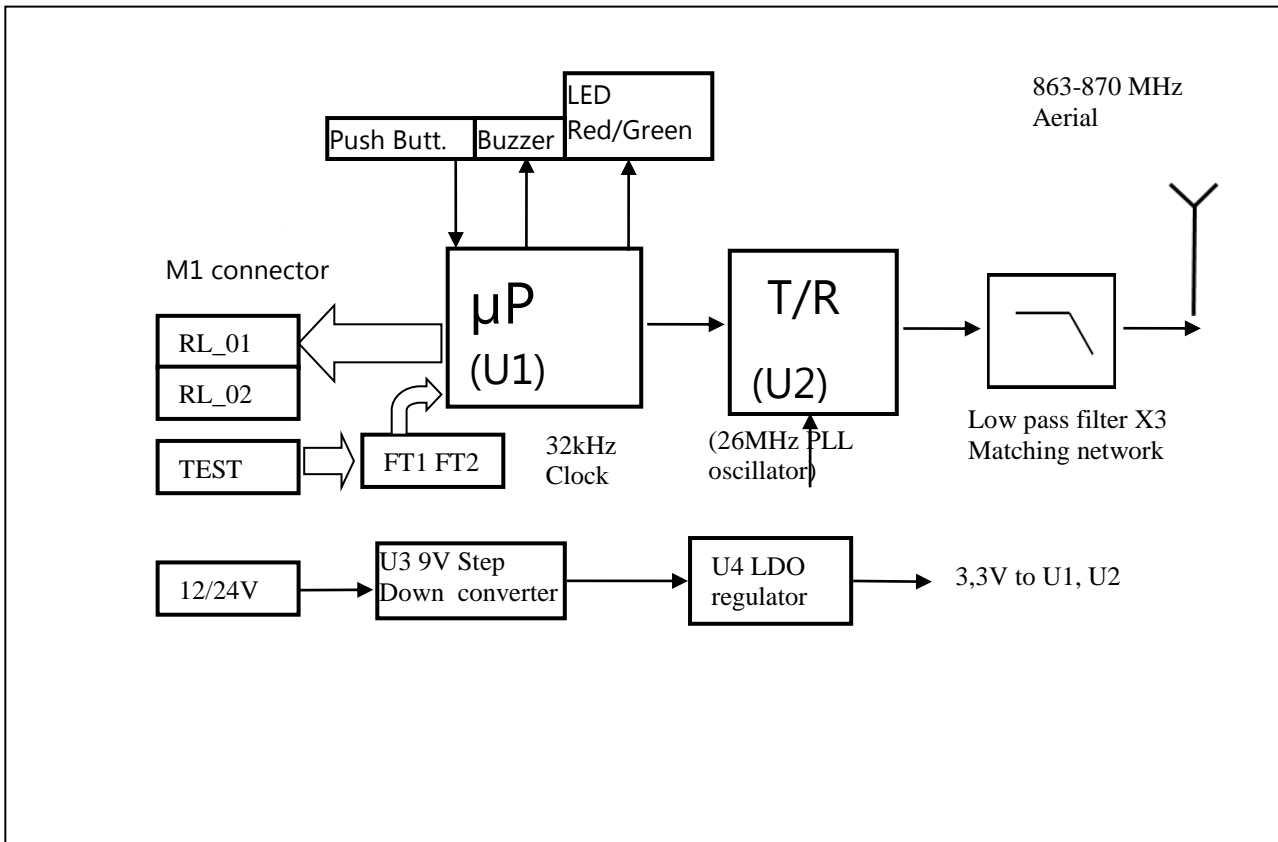 863-870 MHz
Aerial
LED
Red/Green
Push Butt.
Buzzer
M1 connector
RL_01
RL_02
TEST
FT1 FT2
µP
(U1)
32kHz
Clock
T/R
(U2)
(26MHz PLL
oscillator)
Low pass filter X3
Matching network
12/24V
U3 9V Step
Down converter
U4 LDO
regulator
3,3V to U1, U2